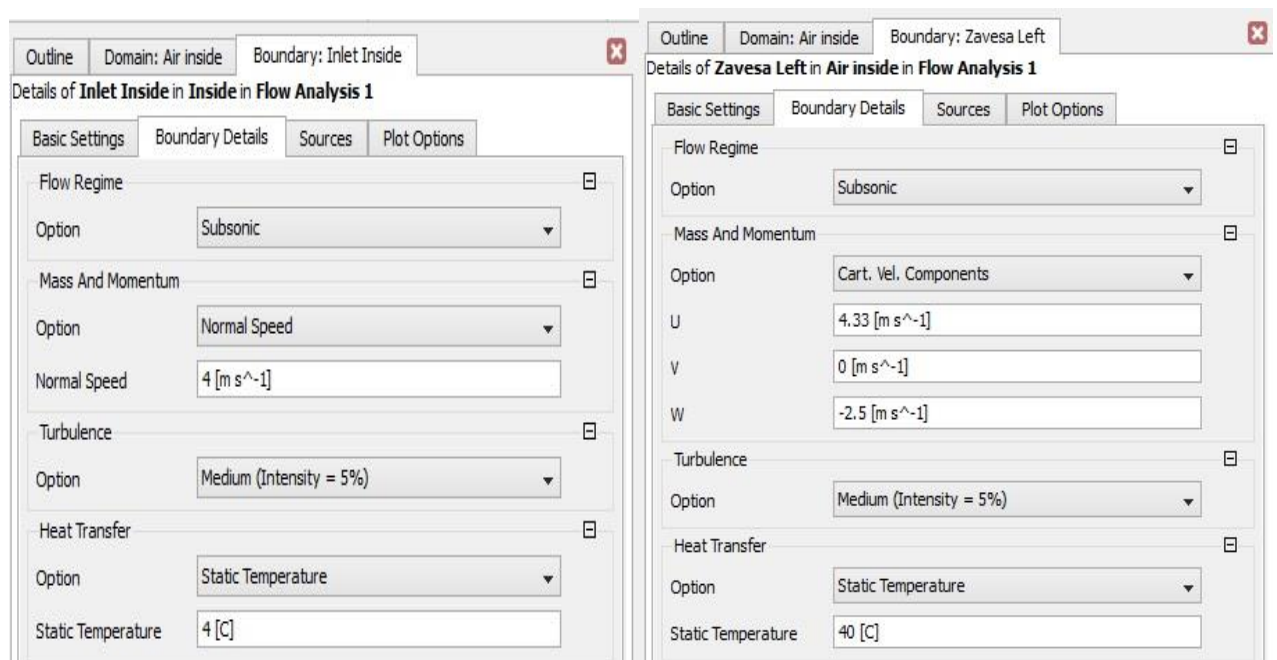 Outline Domain: Air inside Boundary: Inlet Inside
Details of Inlet Inside in Inside in Flow Analysis 1
Basic Settings Boundary Details Sources Plot Options
Flow Regime
Option Subsonic
Mass And Momentum
Option Normal Speed
Normal Speed 4 [m s^-1]
Turbulence
Option Medium (Intensity = 5%)
Heat Transfer
Option Static Temperature
Static Temperature 4 [C]
Outline Domain: Air inside Boundary: Zavesa Left
Details of Zavesa Left in Air inside in Flow Analysis 1
Basic Settings Boundary Details Sources Plot Options
Flow Regime
Option Subsonic
Mass And Momentum
Option Cart. Vel. Components
U 4.33 [m s^-1]
V 0 [m s^-1]
W -2.5 [m s^-1]
Turbulence
Option Medium (Intensity = 5%)
Heat Transfer
Option Static Temperature
Static Temperature 40 [C]